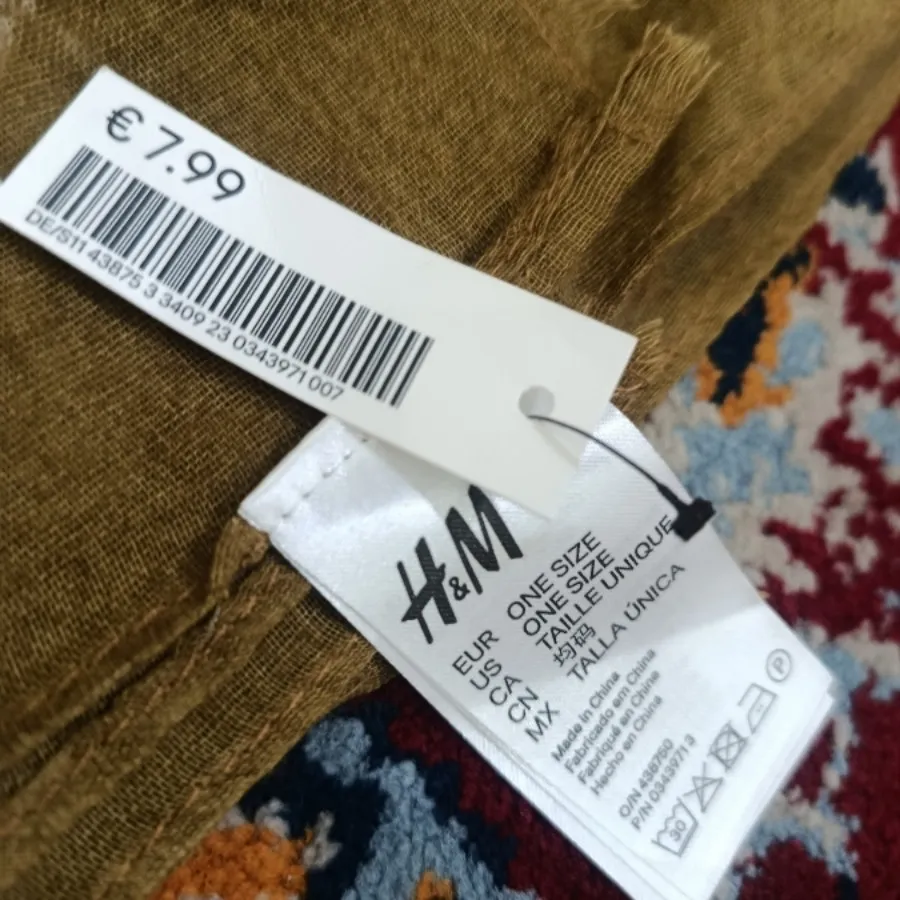 € 7.99
DE/511 43875 3 3409 23 0343971 007
H&M
EUR ONE SIZE
US ONE SIZE
CA TAILLE UNIQUE
CN 均码
MX TALLA ÚNICA
Made in China
Fabricado em China
Fabriqué en Chine
Hecho en China
O/N 438750
P/N 0343971 3
30
P